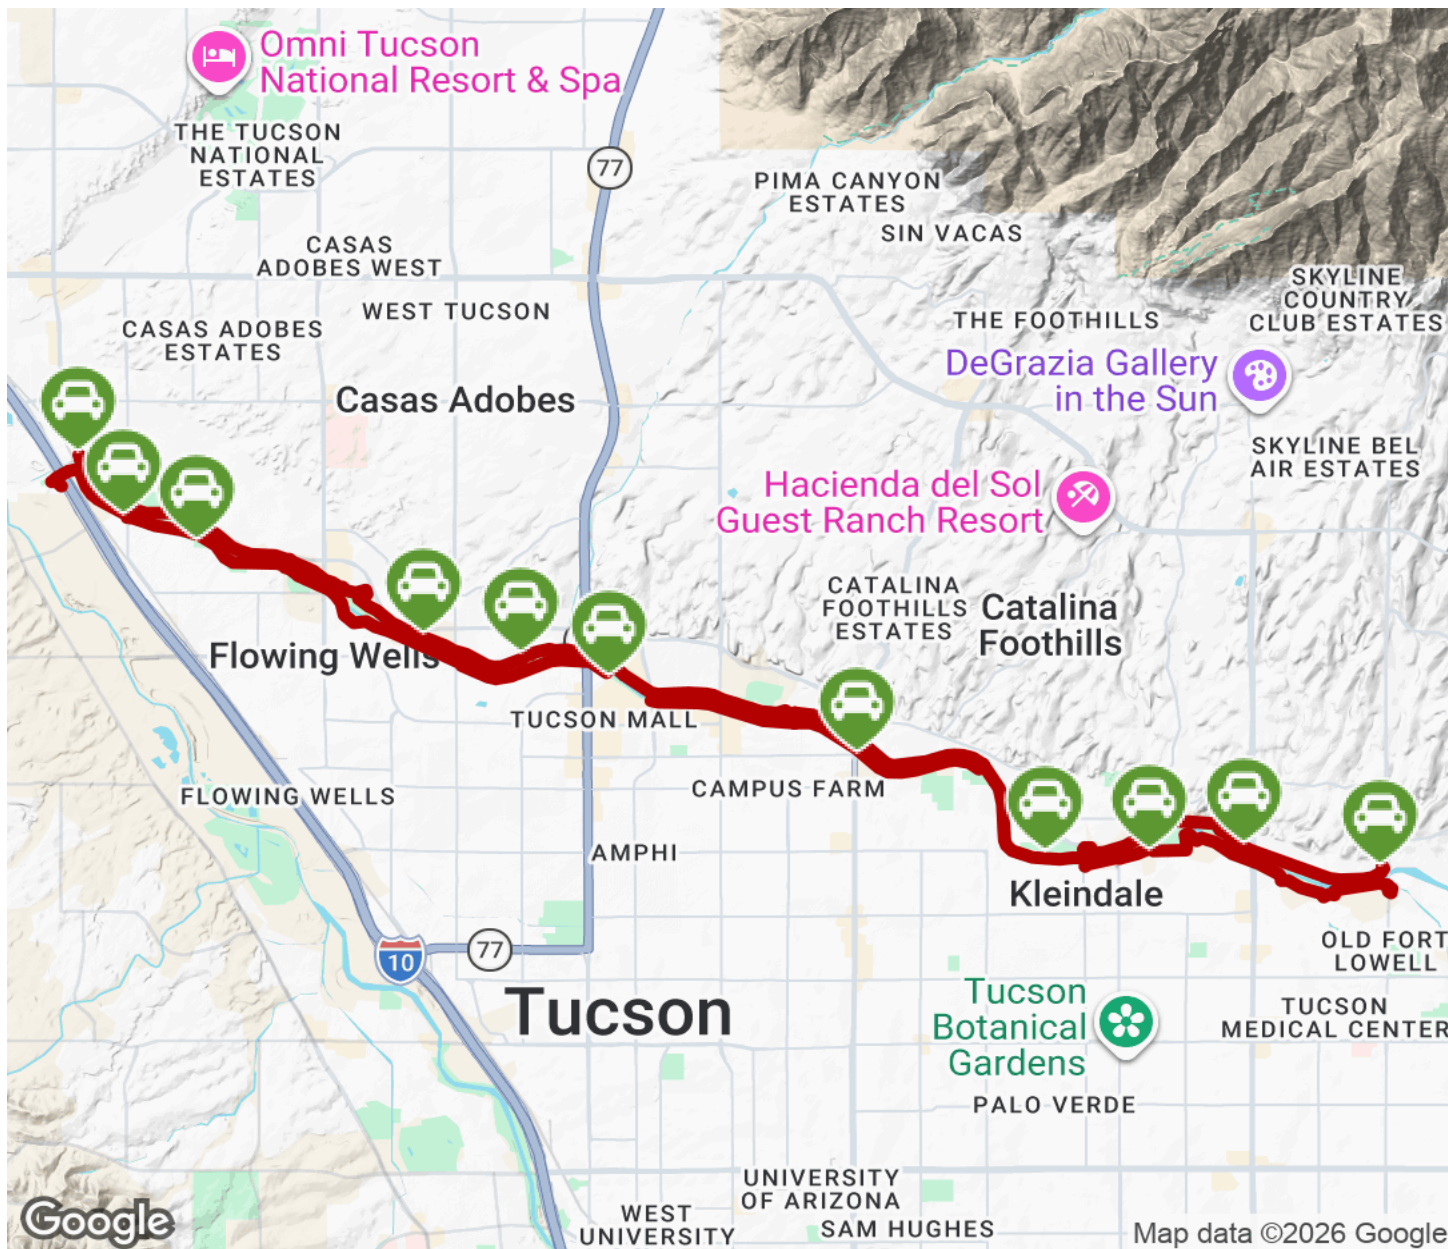 Omni Tucson
National Resort & Spa
THE TUCSON
NATIONAL
ESTATES
77
PIMA CANYON
ESTATES
SIN VACAS
CASAS
ADOBES WEST
SKYLINE
COUNTRY
CLUB ESTATES
WEST TUCSON
THE FOOTHILLS
CASAS ADOBES
ESTATES
DeGrazia Gallery
in the Sun
Casas Adobes
SKYLINE BEL
AIR ESTATES
Hacienda del Sol
Guest Ranch Resort
CATALINA
FOOTHILLS
ESTATES
Catalina
Foothills
Flowing Wells
TUCSON MALL
CAMPUS FARM
FLOWING WELLS
AMPHI
Kleindale
77
10
OLD FORT
LOWELL
Tucson
Tucson
Botanical
Gardens
TUCSON
MEDICAL CENTER
PALO VERDE
UNIVERSITY
OF ARIZONA
WEST
UNIVERSITY
SAM HUGHES
Google
Map data ©2026 Google